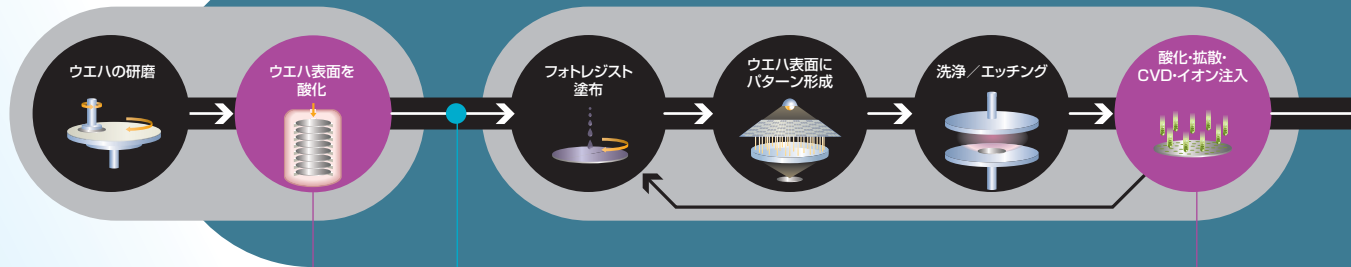 ウエハの研磨
ウエハ表面を
酸化
フォトレジスト
塗布
ウエハ表面に
パターン形成
洗浄／エッチング
酸化・拡散・
CVD・イオン注入